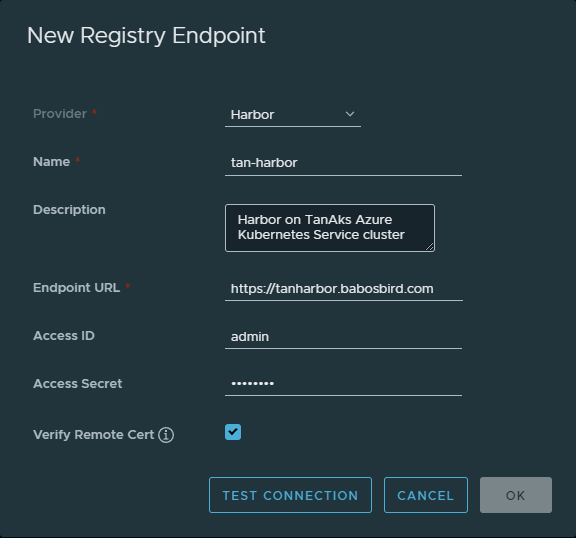 New Registry Endpoint
Provider *
Harbor
Name *
tan-harbor
Description
Harbor on TanAks Azure
Kubernetes Service cluster
Endpoint URL *
https://tanharbor.babosbird.com
Access ID
admin
Access Secret
••••••••
Verify Remote Cert
TEST CONNECTION
CANCEL
OK